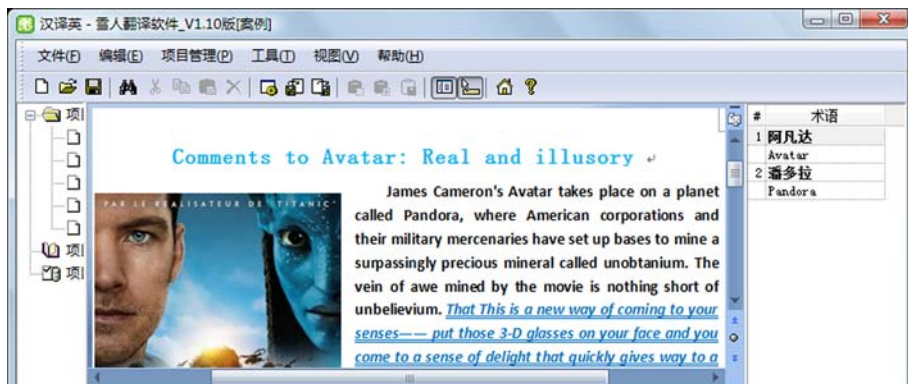 汉译英 - 雪人翻译软件_V1.10版[案例]
文件(F) 编辑(E) 项目管理(P) 工具(T) 视图(V) 帮助(H)
项
Comments to Avatar: Real and illusory
PAR LE REALISATEUR DE "TITANIC"
James Cameron's Avatar takes place on a planet
called Pandora, where American corporations and
their military mercenaries have set up bases to mine a
surpassingly precious mineral called unobtanium. The
vein of awe mined by the movie is nothing short of
unbelievium. That This is a new way of coming to your
senses—— put those 3-D glasses on your face and you
come to a sense of delight that quickly gives way to a
项
项
# 术语
1 阿凡达
Avatar
2 潘多拉
Pandora